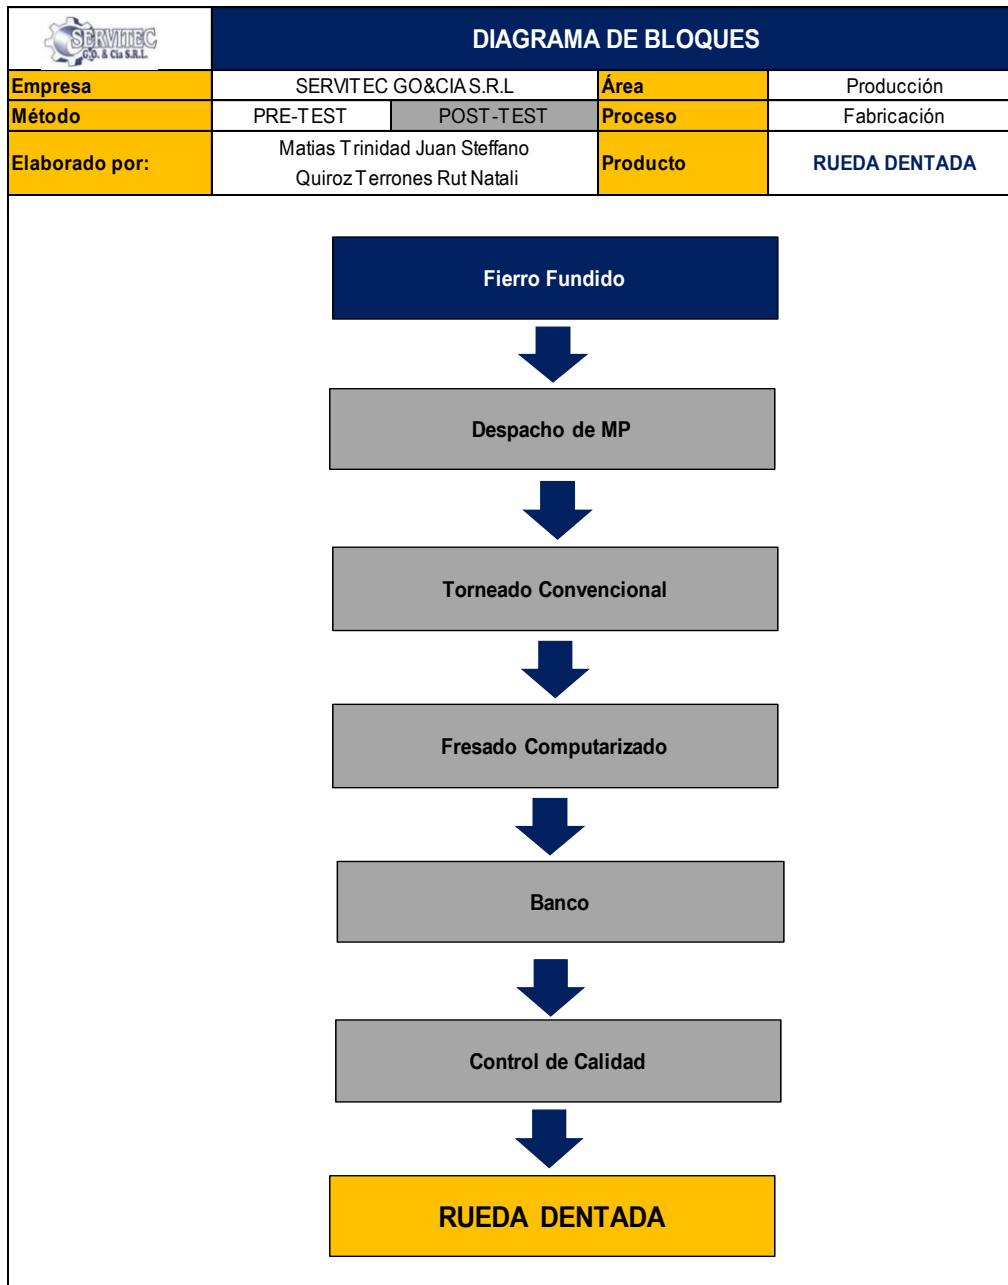 SERVITEC
G.O. & Cia S.R.L.
DIAGRAMA DE BLOQUES
Empresa SERVITEC GO&CIA S.R.L Área Producción
Método PRE-TEST POST-TEST Proceso Fabricación
Elaborado por: Matias Trinidad Juan Steffano
Quiroz Terrones Rut Natali
Producto RUEDA DENTADA
Fierro Fundido
Despacho de MP
Torneado Convencional
Fresado Computarizado
Banco
Control de Calidad
RUEDA DENTADA